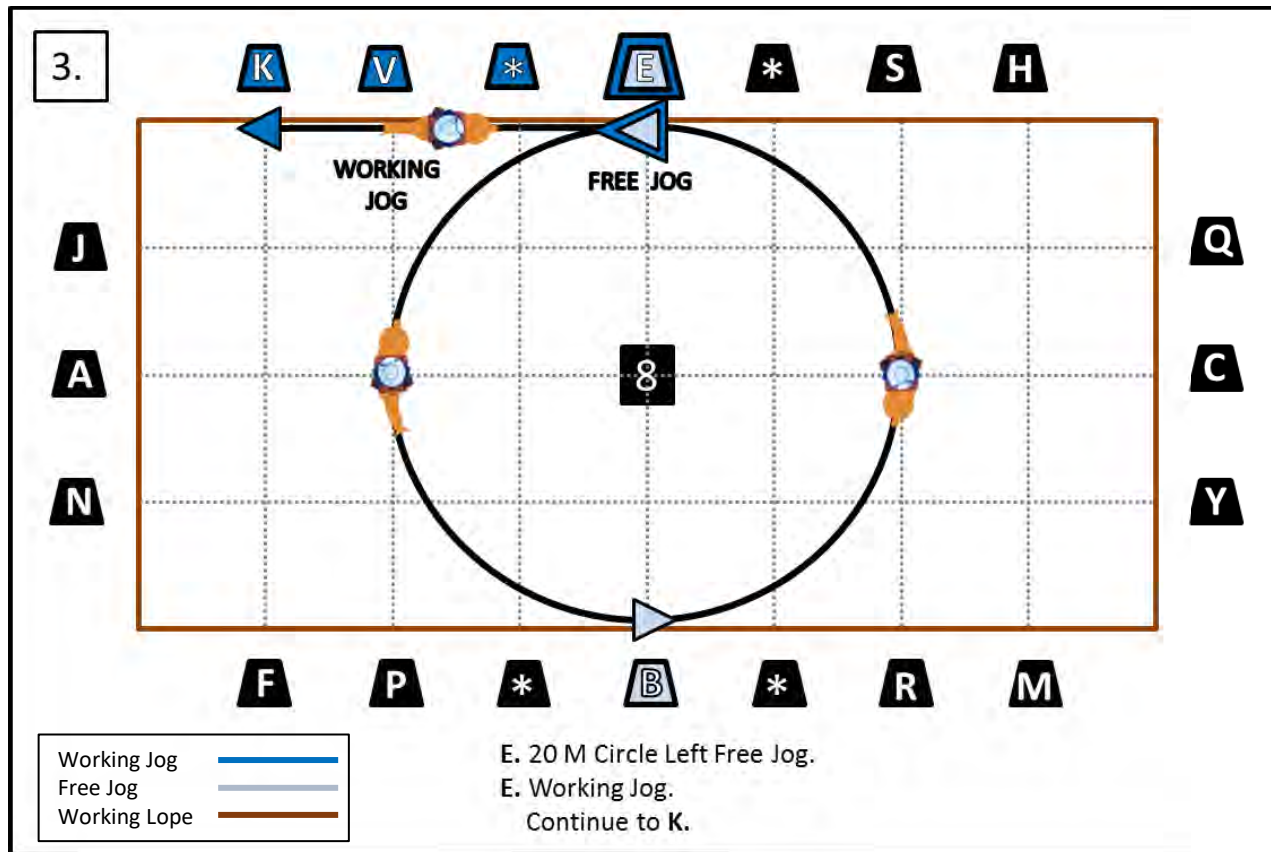 3.
K V * E * S H
WORKING
JOG
FREE JOG
J Q
A 8 C
N Y
F P * B * R M
Working Jog
Free Jog
Working Lope
E. 20 M Circle Left Free Jog.
E. Working Jog.
Continue to K.